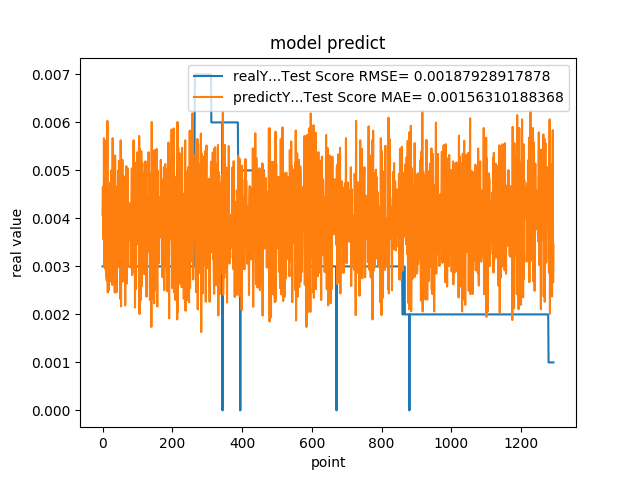 model predict
realY...Test Score RMSE= 0.00187928917878
predictY...Test Score MAE= 0.00156310188368
0.007
0.006
0.005
0.004
0.003
0.002
0.001
0.000
real value
0 200 400 600 800 1000 1200
point